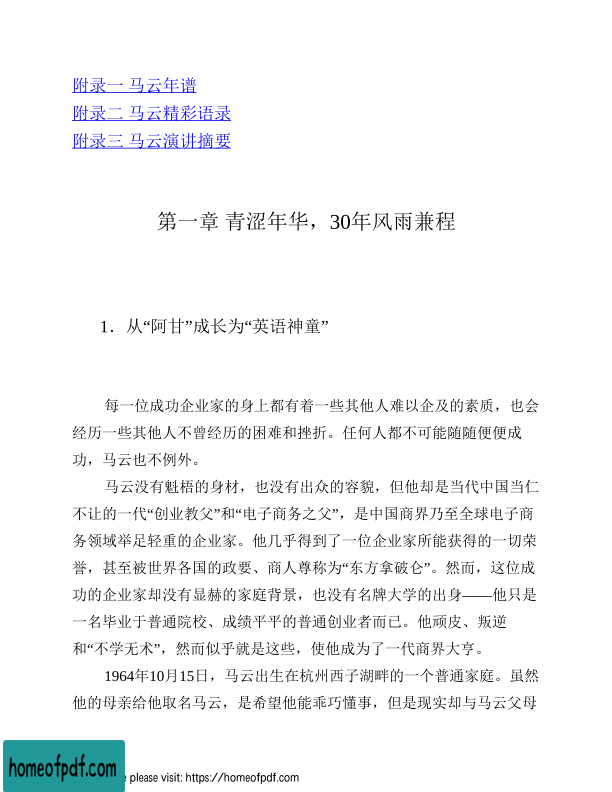 附录一 马云年谱
附录二 马云精彩语录
附录三 马云演讲摘要
第一章 青涩年华，30年风雨兼程
1．从“阿甘”成长为“英语神童”
每一位成功企业家的身上都有着一些其他人难以企及的素质，也会
经历一些其他人不曾经历的困难和挫折。任何人都不可能随随便便成
功，马云也不例外。
马云没有魁梧的身材，也没有出众的容貌，但他却是当代中国当仁
不让的一代“创业教父”和“电子商务之父”，是中国商界乃至全球电子商
务领域举足轻重的企业家。他几乎得到了一位企业家所能获得的一切荣
誉，甚至被世界各国的政要、商人尊称为“东方拿破仑”。然而，这位成
功的企业家却没有显赫的家庭背景，也没有名牌大学的出身——他只是
一名毕业于普通院校、成绩平平的普通创业者而已。他顽皮、叛逆
和“不学无术”，然而似乎就是这些，使他成为了一代商界大亨。
1964年10月15日，马云出生在杭州西子湖畔的一个普通家庭。虽然
他的母亲给他取名马云，是希望他能乖巧懂事，但是现实却与马云父母
homeofpdf.com
e please visit: https://homeofpdf.com